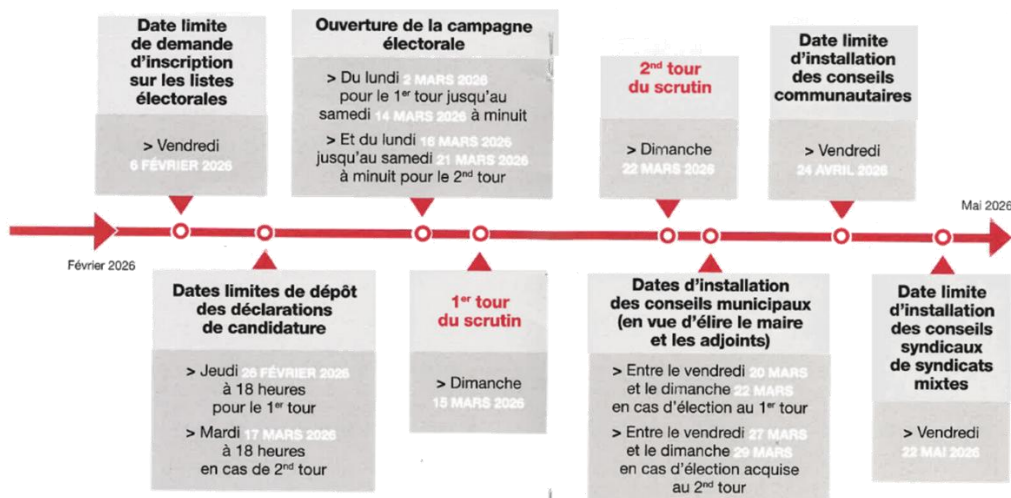 Date limite
de demande
d'inscription
sur les listes
électorales
> Vendredi
6 FÉVRIER 2026
Ouverture de la campagne
électorale
> Du lundi 2 MARS 2026
pour le 1er tour jusqu'au
samedi 14 MARS 2026 à minuit
> Et du lundi 16 MARS 2026
jusqu'au samedi 21 MARS 2026
à minuit pour le 2nd tour
2nd tour
du scrutin
> Dimanche
22 MARS 2026
Date limite
d'installation
des conseils
communautaires
> Vendredi
24 AVRIL 2026
Février 2026
Mai 2026
Dates limites de dépôt
des déclarations
de candidature
> Jeudi 26 FÉVRIER 2026
à 18 heures
pour le 1er tour
> Mardi 17 MARS 2026
à 18 heures
en cas de 2nd tour
1er tour
du scrutin
> Dimanche
15 MARS 2026
Dates d'installation
des conseils municipaux
(en vue d'élire le maire
et les adjoints)
> Entre le vendredi 20 MARS
et le dimanche 22 MARS
en cas d'élection au 1er tour
> Entre le vendredi 27 MARS
et le dimanche 29 MARS
en cas d'élection acquise
au 2nd tour
Date limite
d'installation
des conseils
syndicaux
de syndicats
mixtes
> Vendredi
22 MAI 2026